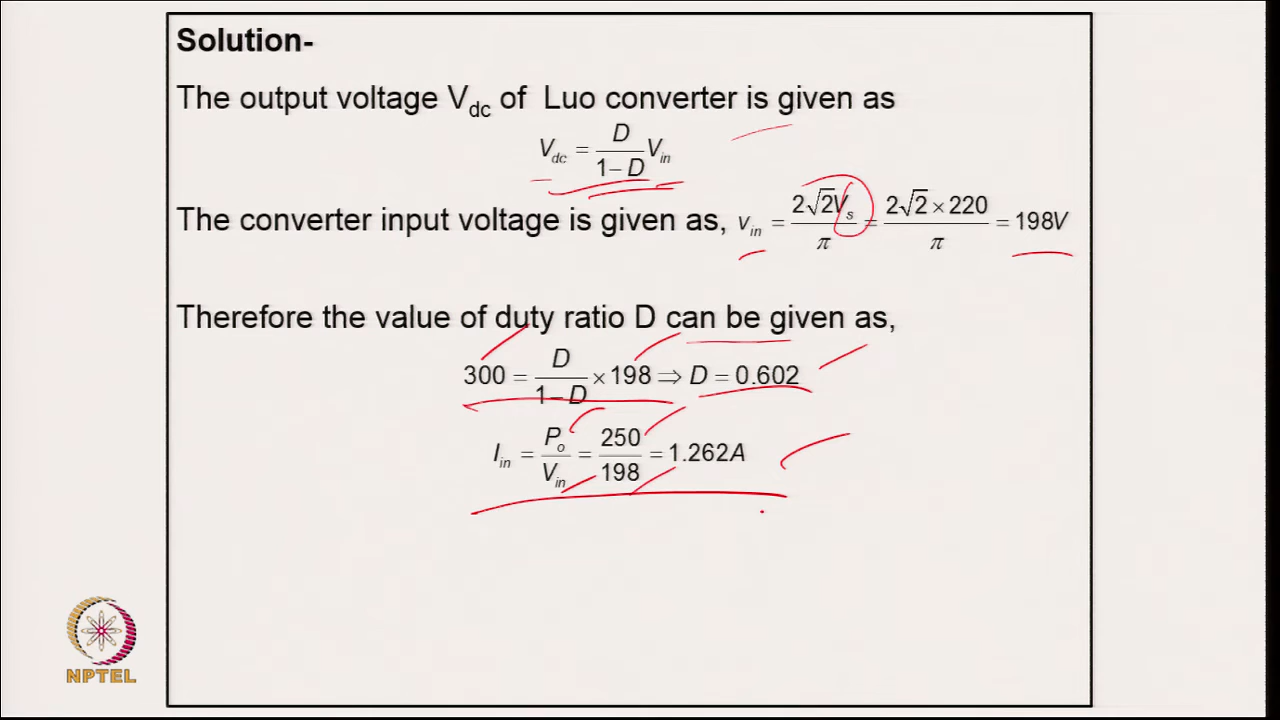 Solution-
The output voltage V_dc of Luo converter is given as
V_dc = D / (1 − D) V_in
The converter input voltage is given as, v_in = 2√2V_s / π = 2√2 × 220 / π = 198V
Therefore the value of duty ratio D can be given as,
300 = D / (1 − D) × 198 ⇒ D = 0.602
I_in = P_o / V_in = 250 / 198 = 1.262A
NPTEL